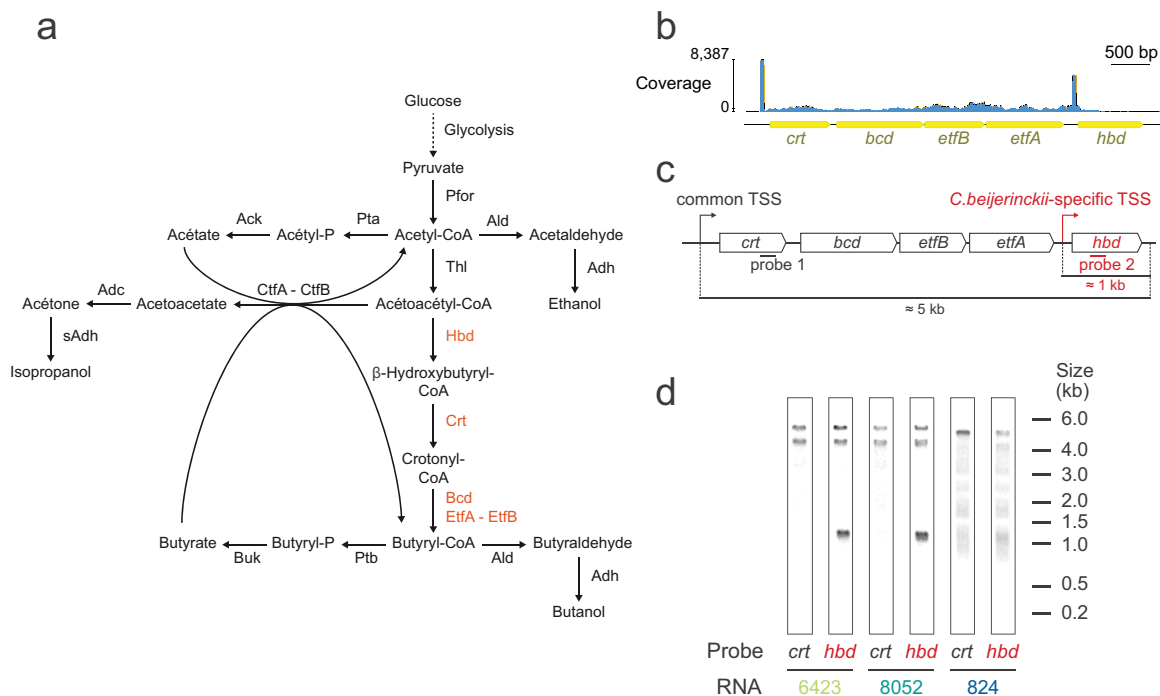 a
Glucose
Glycolysis
Pyruvate
Pfor
Ack
Pta
Ald
Acétate
Acétyl-P
Acetyl-CoA
Acetaldehyde
Thl
Adh
Adc
CtfA - CtfB
Acétone
Acetoacetate
Acétoacétyl-CoA
Ethanol
sAdh
Hbd
Isopropanol
β-Hydroxybutyryl-
CoA
Crt
Crotonyl-
CoA
Bcd
EtfA - EtfB
Butyrate
Butyryl-P
Butyryl-CoA
Butyraldehyde
Buk
Ptb
Ald
Adh
Butanol
b
8,387
500 bp
Coverage
0
crt
bcd
etfB
etfA
hbd
c
common TSS
C.beijerinckii-specific TSS
crt
bcd
etfB
etfA
hbd
probe 1
probe 2
≈ 1 kb
≈ 5 kb
d
Size
(kb)
6.0
4.0
3.0
2.0
1.5
1.0
0.5
0.2
Probe
crt
hbd
crt
hbd
crt
hbd
RNA
6423
8052
824